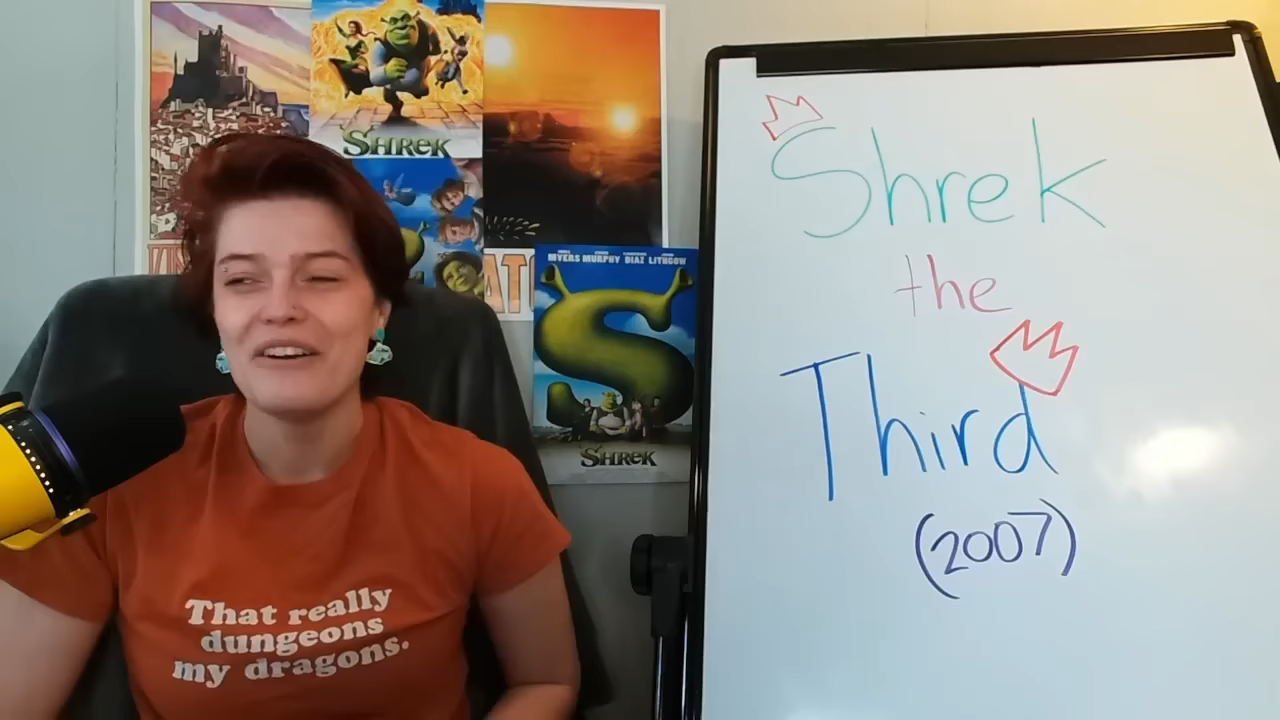 SHREK
MYERS MURPHY DIAZ LITHGOW
SHREK
That really
dungeons
my dragons.
Shrek
the
Third
(2007)